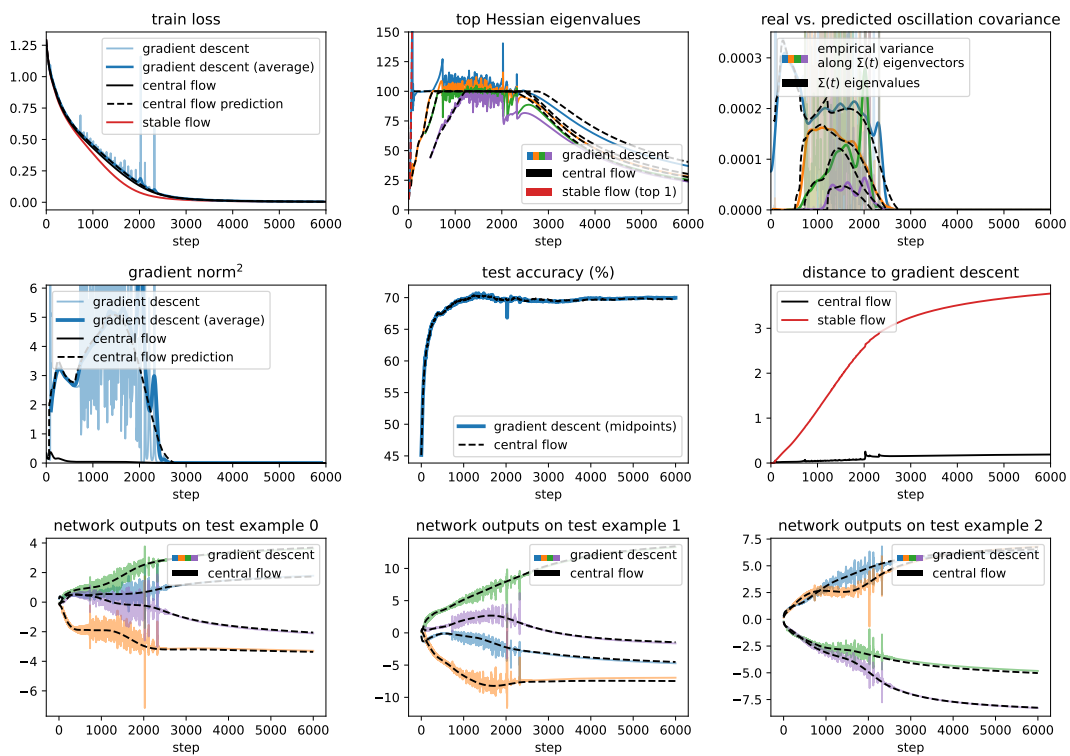 train loss
1.25
1.00
0.75
0.50
0.25
0.00
0 1000 2000 3000 4000 5000 6000
step
gradient descent
gradient descent (average)
central flow
central flow prediction
stable flow
top Hessian eigenvalues
150
125
100
75
50
25
0
0 1000 2000 3000 4000 5000 6000
step
gradient descent
central flow
stable flow (top 1)
real vs. predicted oscillation covariance
0.0003
0.0002
0.0001
0.0000
0 1000 2000 3000 4000 5000 6000
step
empirical variance
along Σ(t) eigenvectors
Σ(t) eigenvalues
gradient norm²
6
5
4
3
2
1
0
0 1000 2000 3000 4000 5000 6000
step
gradient descent
gradient descent (average)
central flow
central flow prediction
test accuracy (%)
70
65
60
55
50
45
0 1000 2000 3000 4000 5000 6000
step
gradient descent (midpoints)
central flow
distance to gradient descent
3
2
1
0
0 1000 2000 3000 4000 5000 6000
step
central flow
stable flow
network outputs on test example 0
4
2
0
−2
−4
−6
0 1000 2000 3000 4000 5000 6000
step
gradient descent
central flow
network outputs on test example 1
10
5
0
−5
−10
0 1000 2000 3000 4000 5000 6000
step
gradient descent
central flow
network outputs on test example 2
7.5
5.0
2.5
0.0
−2.5
−5.0
−7.5
0 1000 2000 3000 4000 5000 6000
step
gradient descent
central flow